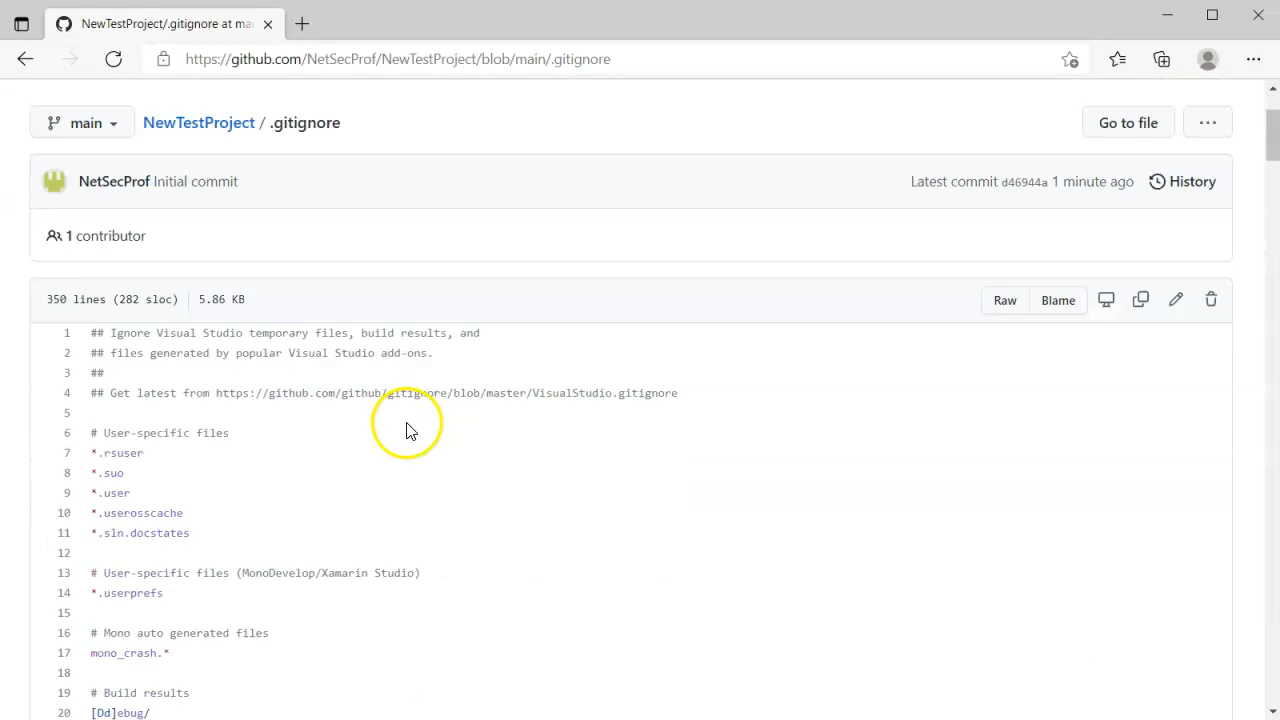 NewTestProject/.gitignore at mai
https://github.com/NetSecProf/NewTestProject/blob/main/.gitignore
main NewTestProject / .gitignore Go to file
NetSecProf Initial commit Latest commit d46944a 1 minute ago History
1 contributor
350 lines (282 sloc) 5.86 KB Raw Blame
1 ## Ignore Visual Studio temporary files, build results, and
2 ## files generated by popular Visual Studio add-ons.
3 ##
4 ## Get latest from https://github.com/github/gitignore/blob/master/VisualStudio.gitignore
5
6 # User-specific files
7 *.rsuser
8 *.suo
9 *.user
10 *.userosscache
11 *.sln.docstates
12
13 # User-specific files (MonoDevelop/Xamarin Studio)
14 *.userprefs
15
16 # Mono auto generated files
17 mono_crash.*
18
19 # Build results
20 [Dd]ebug/